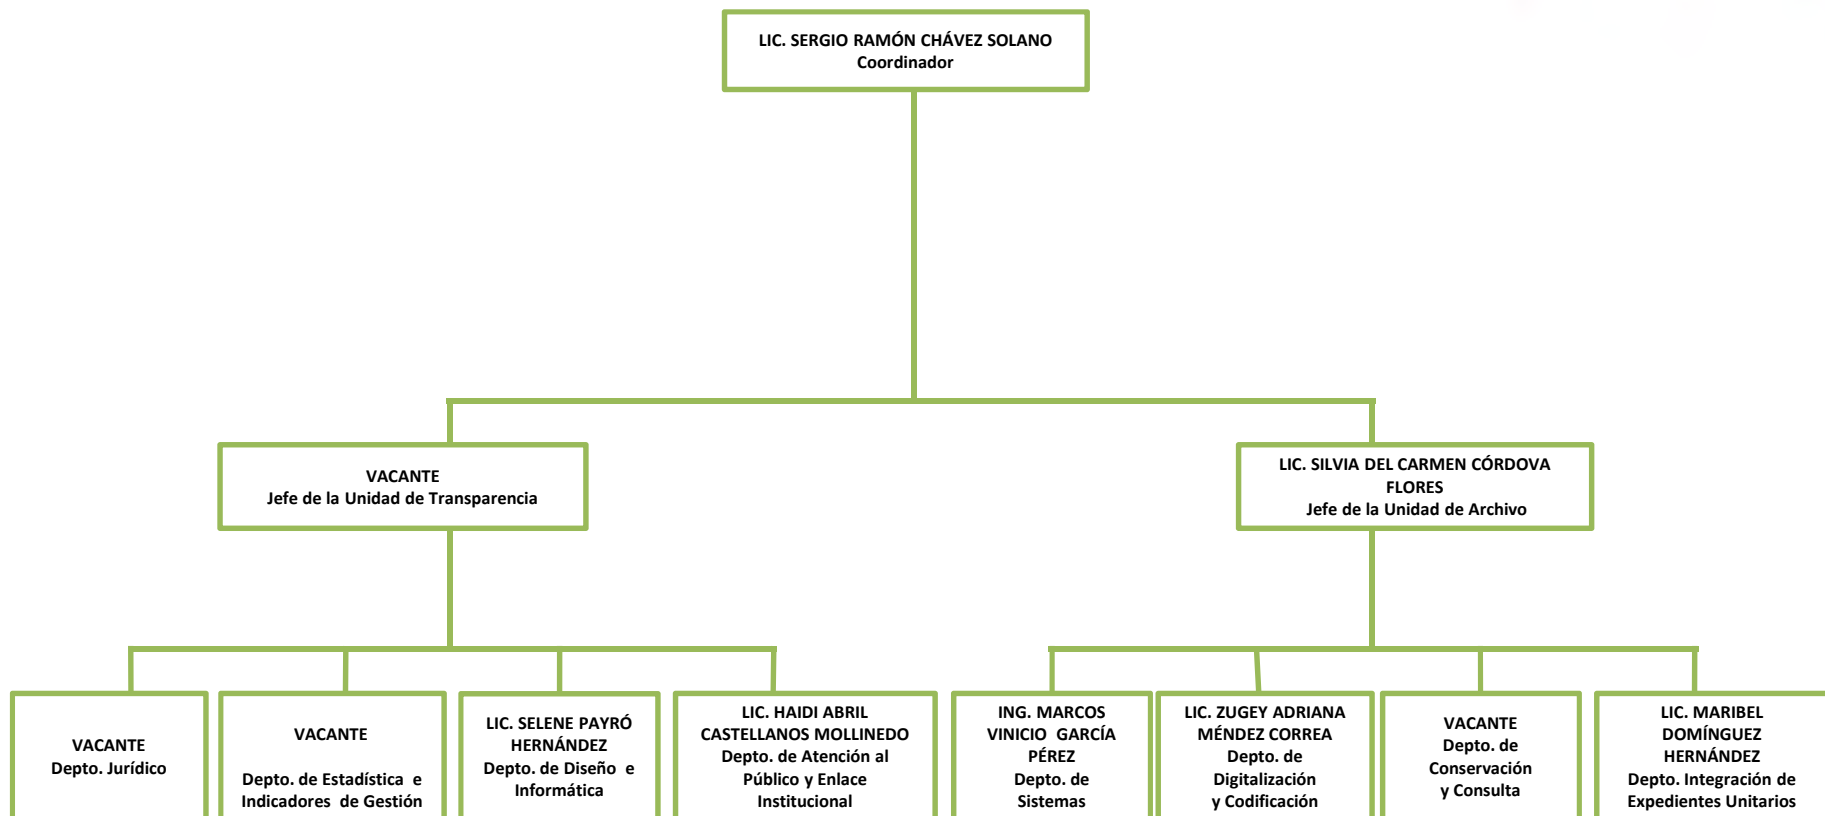 LIC. SERGIO RAMÓN CHÁVEZ SOLANO
Coordinador
VACANTE
Jefe de la Unidad de Transparencia
LIC. SILVIA DEL CARMEN CÓRDOVA
FLORES
Jefe de la Unidad de Archivo
VACANTE
Depto. Jurídico
VACANTE
Depto. de Estadística e
Indicadores de Gestión
LIC. SELENE PAYRÓ
HERNÁNDEZ
Depto. de Diseño e
Informática
LIC. HAIDI ABRIL
CASTELLANOS MOLLINEDO
Depto. de Atención al
Público y Enlace
Institucional
ING. MARCOS
VINICIO GARCÍA
PÉREZ
Depto. de
Sistemas
LIC. ZUGEY ADRIANA
MÉNDEZ CORREA
Depto. de
Digitalización
y Codificación
VACANTE
Depto. de
Conservación
y Consulta
LIC. MARIBEL
DOMÍNGUEZ
HERNÁNDEZ
Depto. Integración de
Expedientes Unitarios